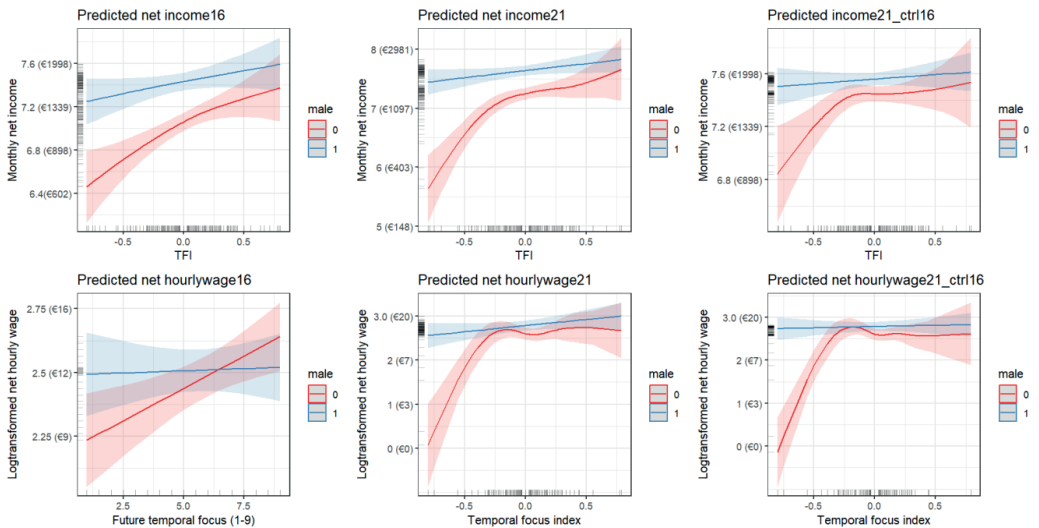 Predicted net income16
Monthly net income
7.6 (€1998)
7.2 (€1339)
6.8 (€898)
6.4(€602)
-0.5 0.0 0.5
TFI
male
0
1
Predicted net income21
Monthly net income
8 (€2981)
7 (€1097)
6 (€403)
5 (€148)
-0.5 0.0 0.5
TFI
male
0
1
Predicted income21_ctrl16
Monthly net income
7.6 (€1998)
7.2 (€1339)
6.8 (€898)
-0.5 0.0 0.5
TFI
male
0
1
Predicted net hourlywage16
Logtransformed net hourly wage
2.75 (€16)
2.5 (€12)
2.25 (€9)
2.5 5.0 7.5
Future temporal focus (1-9)
male
0
1
Predicted net hourlywage21
Logtransformed net hourly wage
3.0 (€20)
2 (€7)
1 (€3)
0 (€0)
-0.5 0.0 0.5
Temporal focus index
male
0
1
Predicted net hourlywage21_ctrl16
Logtransformed net hourly wage
3.0 (€20)
2 (€7)
1 (€3)
0 (€0)
-0.5 0.0 0.5
Temporal focus index
male
0
1